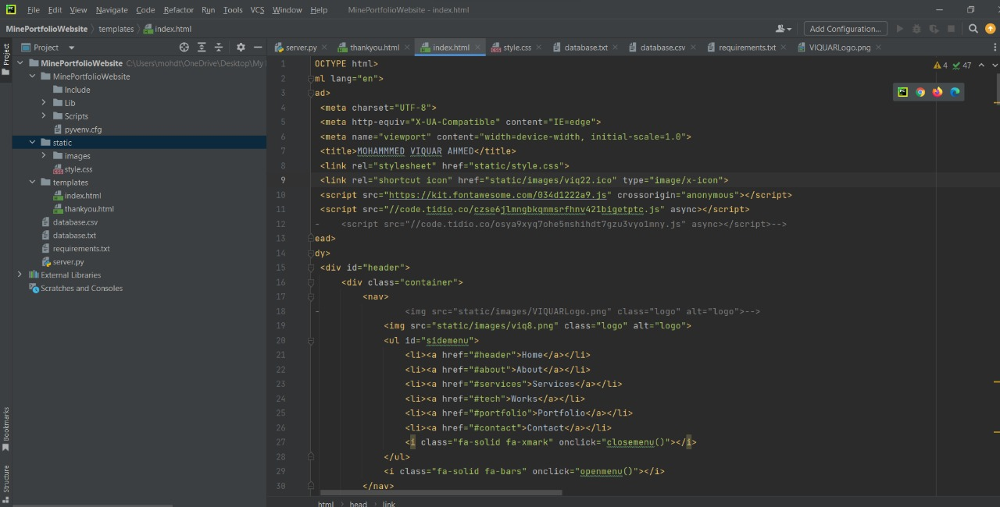 File Edit View Navigate Code Refactor Run Tools VCS Window Help MinePortfolioWebsite - index.html
MinePortfolioWebsite templates index.html Add Configuration...
Project
server.py thankyou.html index.html style.css database.txt database.csv requirements.txt VIQUARLogo.png
Project
Bookmarks
Structure
MinePortfolioWebsite C:\Users\mohdt\OneDrive\Desktop\My
MinePortfolioWebsite
Include
Lib
Scripts
pyvenv.cfg
static
images
style.css
templates
index.html
thankyou.html
database.csv
database.txt
requirements.txt
server.py
External Libraries
Scratches and Consoles
4 47
1 OCTYPE html>
2 ml lang="en">
3 ad>
4 <meta charset="UTF-8">
5 <meta http-equiv="X-UA-Compatible" content="IE=edge">
6 <meta name="viewport" content="width=device-width, initial-scale=1.0">
7 <title>MOHAMMMED VIQUAR AHMED</title>
8 <link rel="stylesheet" href="static/style.css">
9 <link rel="shortcut icon" href="static/images/viq22.ico" type="image/x-icon">
10 <script src="https://kit.fontawesome.com/034d1222a9.js" crossorigin="anonymous"></script>
11 <script src="//code.tidio.co/czse6jlmngbkqmmsrfhnv421bigetptc.js" async></script>
12 - <script src="//code.tidio.co/osya9xyq7ohe5mshihdt7gzu3vyo1mny.js" async></script>-->
13 ead>
14 dy>
15 <div id="header">
16 <div class="container">
17 <nav>
18 - <img src="static/images/VIQUARLogo.png" class="logo" alt="logo">-->
19 <img src="static/images/viq8.png" class="logo" alt="logo">
20 <ul id="sidemenu">
21 <li><a href="#header">Home</a></li>
22 <li><a href="#about">About</a></li>
23 <li><a href="#services">Services</a></li>
24 <li><a href="#tech">Works</a></li>
25 <li><a href="#portfolio">Portfolio</a></li>
26 <li><a href="#contact">Contact</a></li>
27 <i class="fa-solid fa-xmark" onclick="closemenu()"></i>
28 </ul>
29 <i class="fa-solid fa-bars" onclick="openmenu()"></i>
30 </nav>
html head link